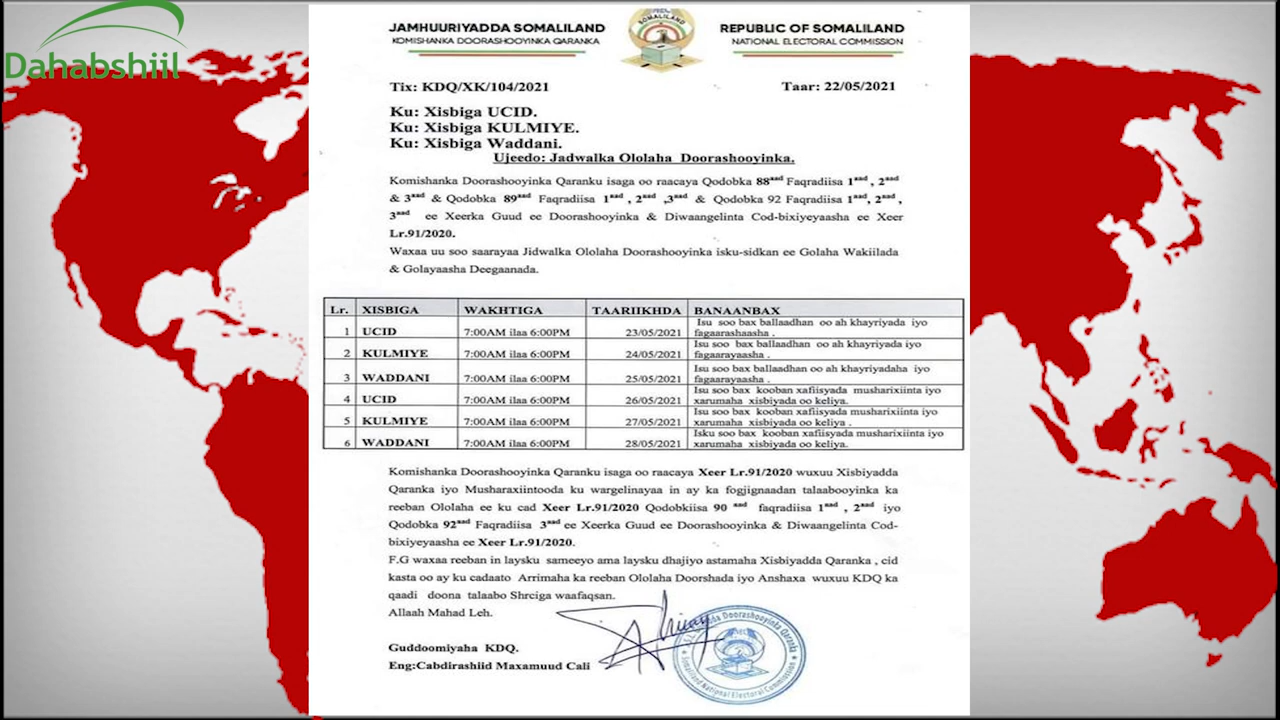 Dahabshiil
JAMHUURIYADDA SOMALILAND
KOMISHANKA DOORASHOOYINKA QARANKA
SOMALILAND
REPUBLIC OF SOMALILAND
NATIONAL ELECTORAL COMMISSION
Tix: KDQ/XK/104/2021 Taar: 22/05/2021
Ku: Xisbiga UCID.
Ku: Xisbiga KULMIYE.
Ku: Xisbiga Waddani.
Ujeedo: Jadwalka Ololaha Doorashooyinka.
Komishanka Doorashooyinka Qaranku isaga oo raacaya Qodobka 88aad Faqradiisa 1aad , 2aad
& 3aad & Qodobka 89aad Faqradiisa 1aad , 2aad ,3aad & Qodobka 92 Faqradiisa 1aad, 2aad ,
3aad ee Xeerka Guud ee Doorashooyinka & Diwaangelinta Cod-bixiyeyaasha ee Xeer
Lr.91/2020.
Waxaa uu soo saarayaa Jidwalka Ololaha Doorashooyinka isku-sidkan ee Golaha Wakiilada
& Golayaasha Deegaanada.
Lr. XISBIGA WAKHTIGA TAARIIKHDA BANAANBAX
1 UCID 7:00AM ilaa 6:00PM 23/05/2021 Isu soo bax ballaadhan oo ah khayriyada iyo
fagaarashaasha .
2 KULMIYE 7:00AM ilaa 6:00PM 24/05/2021 Isu soo bax ballaadhan oo ah khayriyada iyo
fagaarayaasha .
3 WADDANI 7:00AM ilaa 6:00PM 25/05/2021 Isu soo bax ballaadhan oo ah khayriyadaha iyo
fagaarayaasha .
4 UCID 7:00AM ilaa 6:00PM 26/05/2021 Isu soo bax kooban xafiisyada musharixiinta iyo
xarumaha xisbiyada oo keliya.
5 KULMIYE 7:00AM ilaa 6:00PM 27/05/2021 Isu soo bax kooban xafiisyada musharixiinta iyo
xarumaha xisbiyada oo keliya .
6 WADDANI 7:00AM ilaa 6:00PM 28/05/2021 Isku soo bax kooban xafiisyada musharixiinta iyo
xarumaha xisbiyada oo keliya.
Komishanka Doorashooyinka Qaranku isaga oo raacaya Xeer Lr.91/2020 wuxuu Xisbiyadda
Qaranka iyo Musharaxiintooda ku wargelinayaa in ay ka fogjignaadan talaabooyinka ka
reeban Ololaha ee ku cad Xeer Lr.91/2020 Qodobkiisa 90 aad faqradiisa 1aad , 2aad iyo
Qodobka 92aad Faqradiisa 3aad ee Xeerka Guud ee Doorashooyinka & Diwaangelinta Cod-
bixiyeyaasha ee Xeer Lr.91/2020.
F.G waxaa reeban in laysku sameeyo ama laysku dhajiyo astamaha Xisbiyadda Qaranka , cid
kasta oo ay ku cadaato Arrimaha ka reeban Ololaha Doorshada iyo Anshaxa wuxuu KDQ ka
qaadi doona talaabo Shrciga waafaqsan.
Allaah Mahad Leh.
Guddoomiyaha KDQ.
Eng:Cabdirashiid Maxamuud Cali
Doorashooyinka Qaranka
Somaliland National Electoral Commission